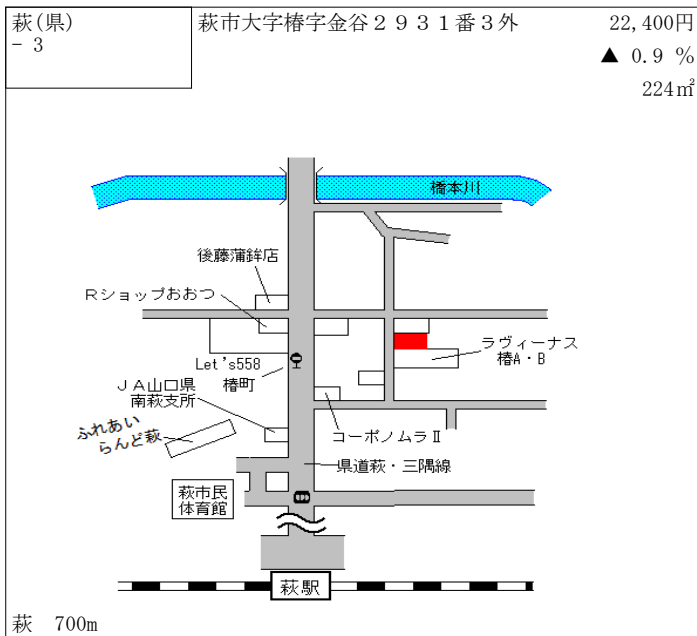 萩(県)
- 3
萩市大字椿字金谷２９３１番３外
22,400円
▲ 0.9 %
224㎡
橋本川
後藤蒲鉾店
Ｒショップおおつ
ラヴィーナス
椿A・B
Let's558
椿町
ＪＡ山口県
南萩支所
ふれあい
らんど萩
コーポノムラⅡ
県道萩・三隅線
萩市民
体育館
萩駅
萩　700m